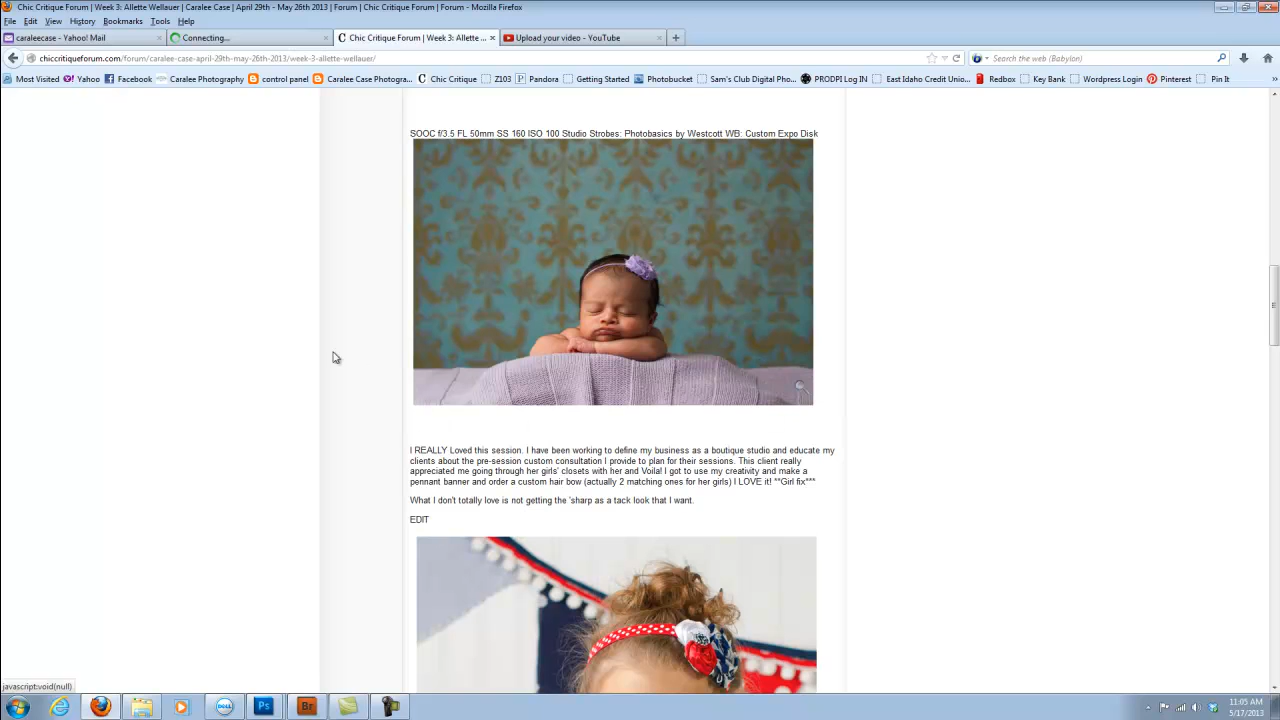 Chic Critique Forum | Week 3: Allette Wellauer | Caralee Case | April 29th - May 26th 2013 | Forum | Chic Critique Forum | Forum - Mozilla Firefox
File Edit View History Bookmarks Tools Help
caraleecase - Yahoo! Mail × Connecting... × Chic Critique Forum | Week 3: Allette ... × Upload your video - YouTube × +
chiccritiqueforum.com/forum/caralee-case-april-29th-may-26th-2013/week-3-allette-wellauer/ Search the web (Babylon)
Most Visited Yahoo Facebook Caralee Photography control panel Caralee Case Photogra... Chic Critique Z103 Pandora Getting Started Photobucket Sam's Club Digital Pho... PRODPI Log IN East Idaho Credit Uni... Redbox Key Bank Wordpress Login Pinterest Pin It »
SOOC f/3.5 FL 50mm SS 160 ISO 100 Studio Strobes: Photobasics by Westcott WB: Custom Expo Disk
I REALLY Loved this session. I have been working to define my business as a boutique studio and educate my
clients about the pre-session custom consultation I provide to plan for their sessions. This client really
appreciated me going through her girls' closets with her and Voila! I got to use my creativity and make a
pennant banner and order a custom hair bow (actually 2 matching ones for her girls) I LOVE it! **Girl fix***
What I don't totally love is not getting the 'sharp as a tack look that I want.
EDIT
javascript:void(null)
DELL Ps Br
11:05 AM
5/17/2013